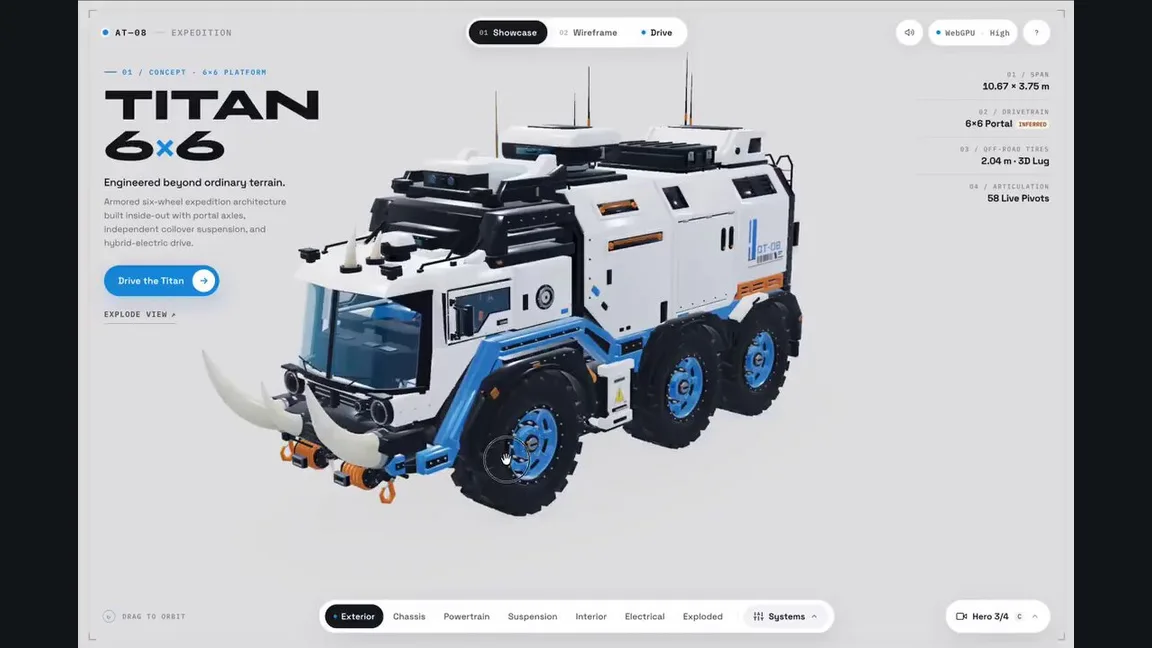 AT-08 — EXPEDITION
01 Showcase
02 Wireframe
Drive
WebGPU · High
?
01 / CONCEPT · 6×6 PLATFORM
TITAN
6×6
Engineered beyond ordinary terrain.
Armored six-wheel expedition architecture
built inside-out with portal axles,
independent coilover suspension, and
hybrid-electric drive.
Drive the Titan →
EXPLODE VIEW ↗
01 / SPAN
10.67 × 3.75 m
02 / DRIVETRAIN
6×6 Portal INFERRED
03 / OFF-ROAD TIRES
2.04 m · 3D Lug
04 / ARTICULATION
58 Live Pivots
DRAG TO ORBIT
Exterior
Chassis
Powertrain
Suspension
Interior
Electrical
Exploded
Systems
Hero 3/4 C